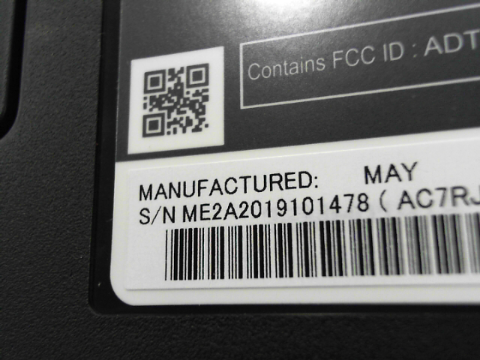 Contains FCC ID : ADT
MANUFACTURED: MAY
S/N ME2A2019101478 ( AC7RJ